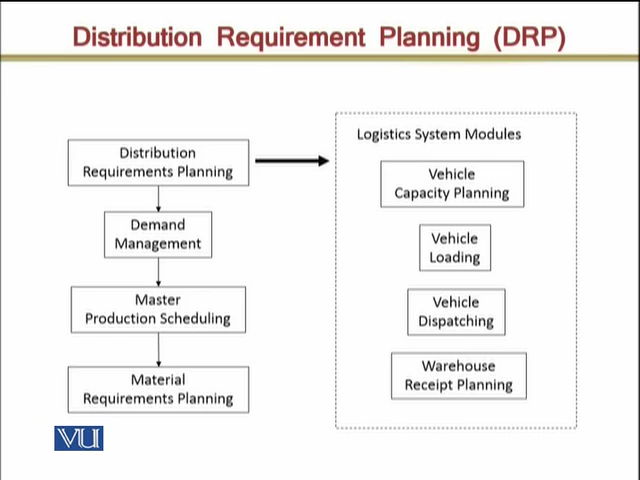 Distribution Requirement Planning (DRP)
Distribution
Requirements Planning
Demand
Management
Master
Production Scheduling
Material
Requirements Planning
Logistics System Modules
Vehicle
Capacity Planning
Vehicle
Loading
Vehicle
Dispatching
Warehouse
Receipt Planning
VU